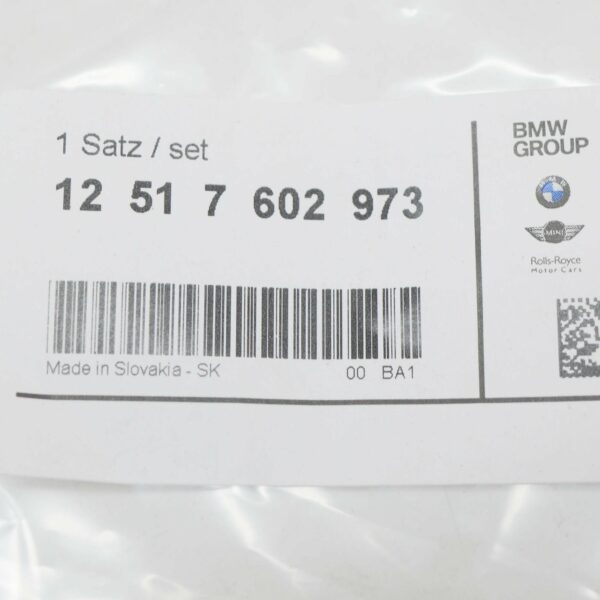 1 Satz / set
12 51 7 602 973
Made in Slovakia - SK
00 BA1
BMW
GROUP
MINI
Rolls-Royce
Motor Cars